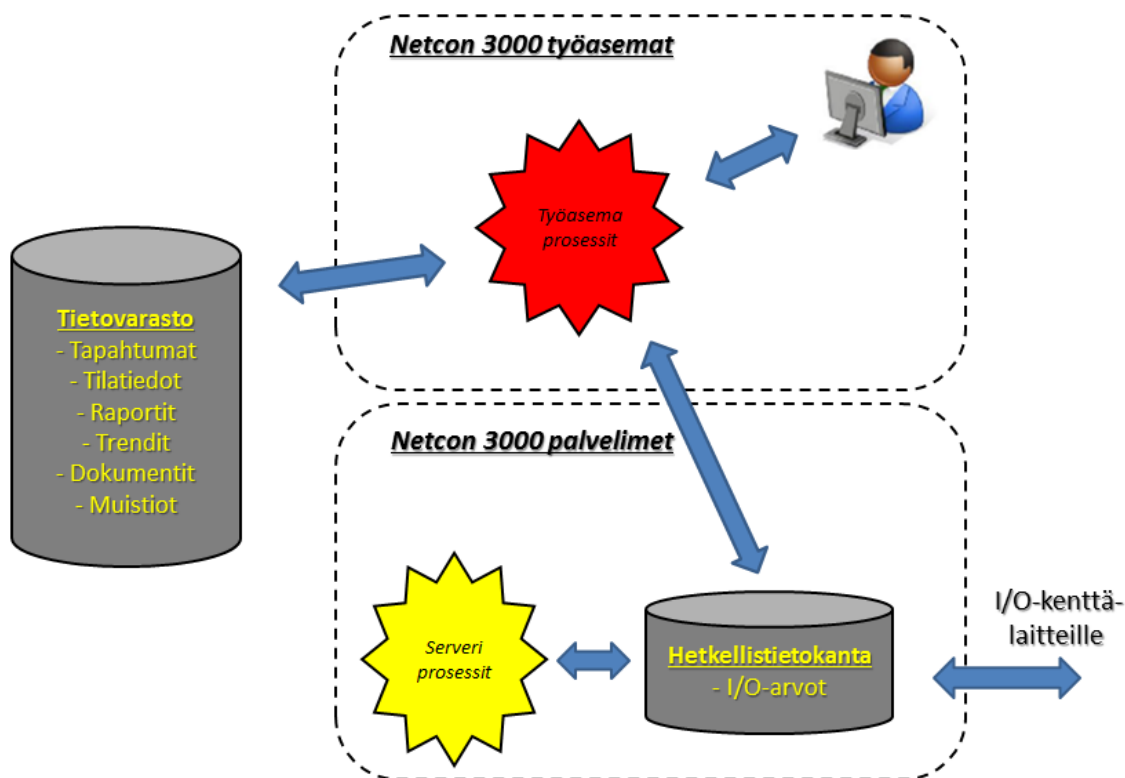 Netcon 3000 työasemat
Työasema
prosessit
Tietovarasto
- Tapahtumat
- Tilatiedot
- Raportit
- Trendit
- Dokumentit
- Muistiot
Netcon 3000 palvelimet
Serveri
prosessit
Hetkellistietokanta
- I/O-arvot
I/O-kenttä-
laitteille